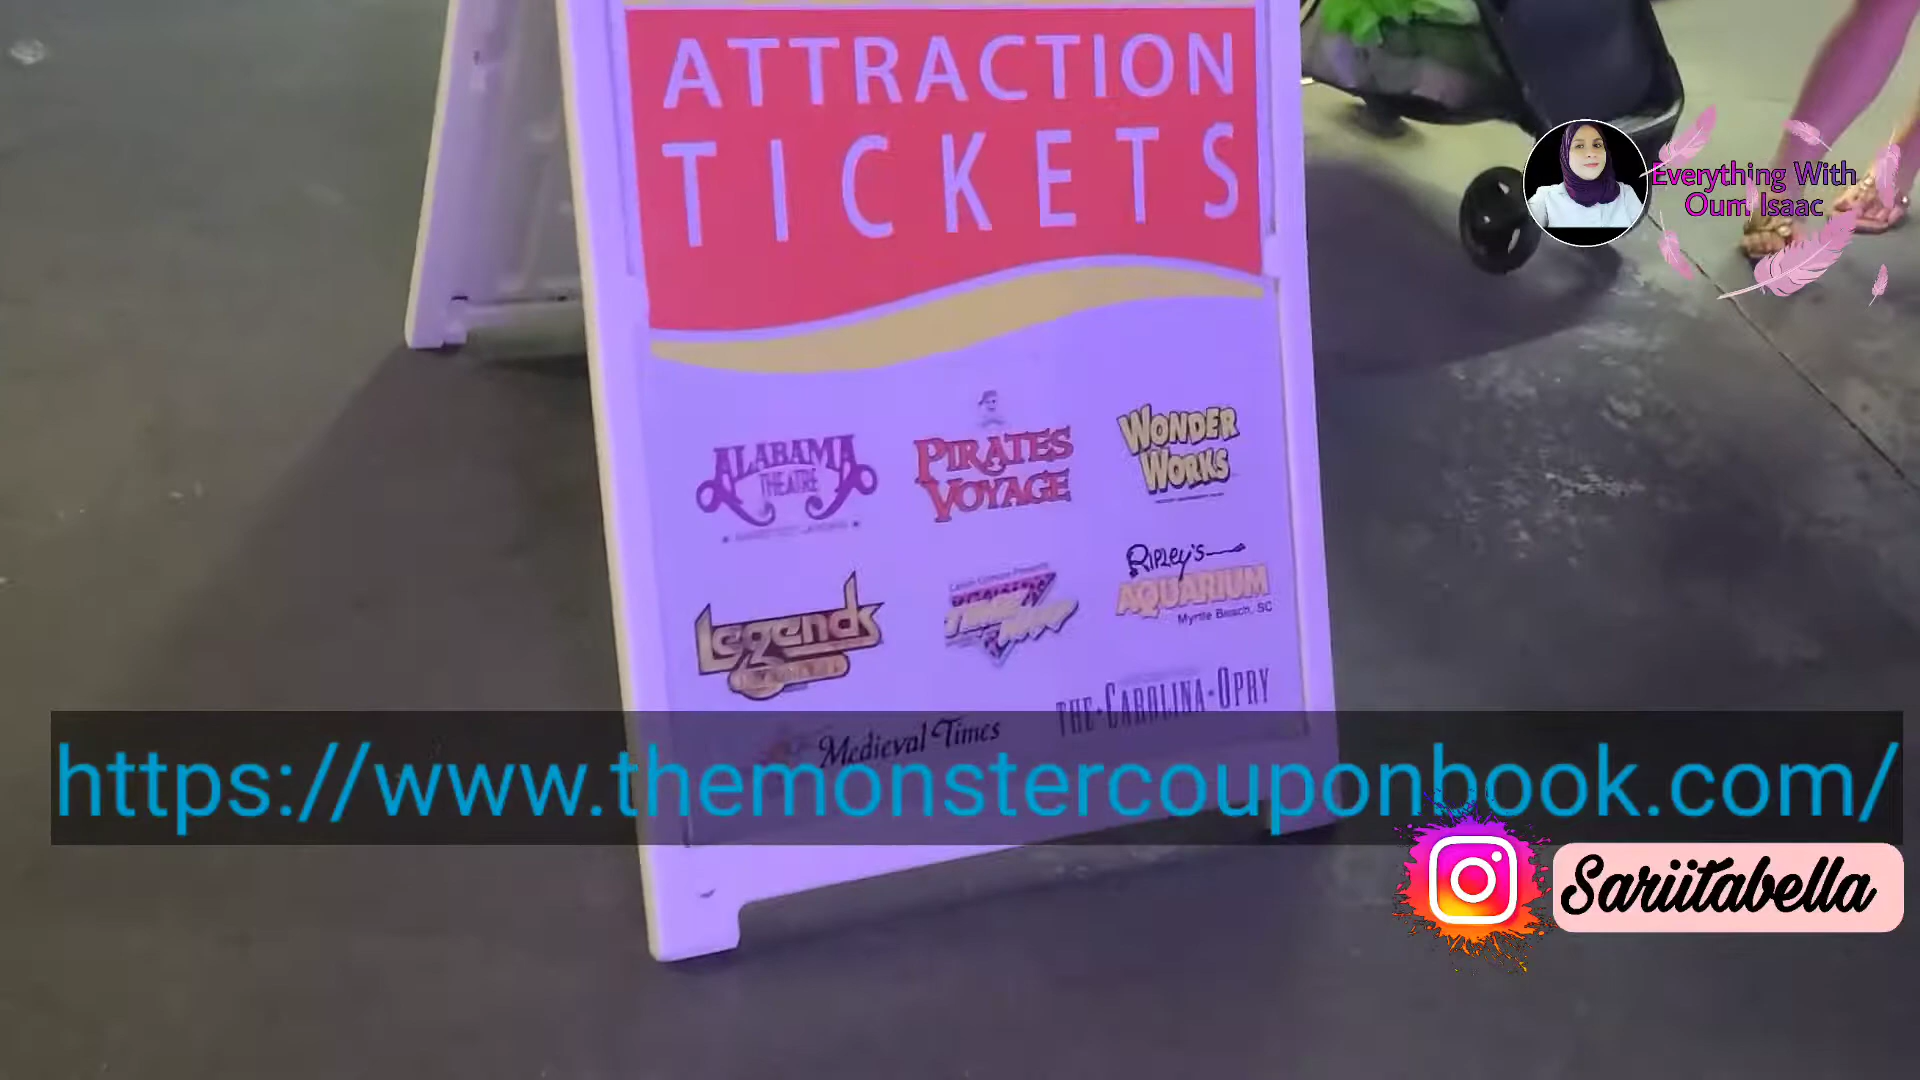 ATTRACTION
TICKETS
Everything With
Oum Isaac
ALABAMA
THEATRE
PIRATES
VOYAGE
WONDER
WORKS
Legends
RIPLEY'S
AQUARIUM
Myrtle Beach, SC
THE • CAROLINA • OPRY
Medieval Times
https://www.themonstercouponbook.com/
Sariitabella